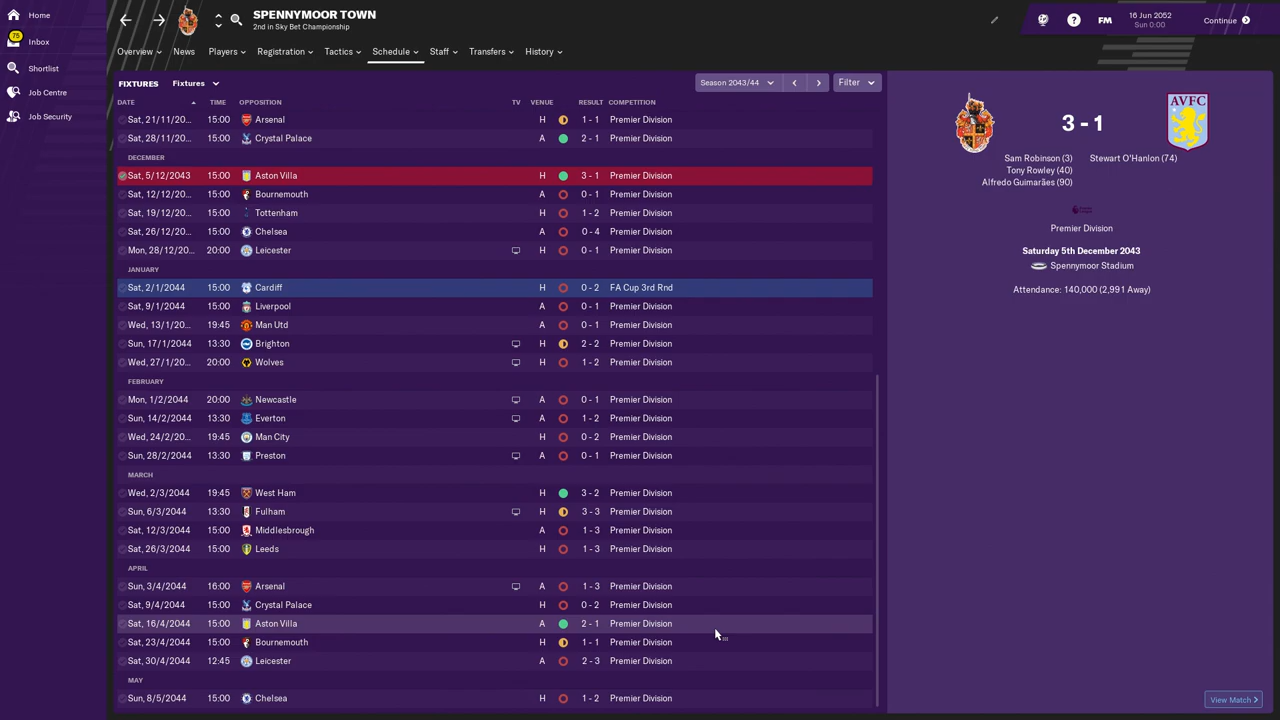 Home
75
Inbox
Shortlist
Job Centre
Job Security
SPENNYMOOR TOWN
2nd in Sky Bet Championship
? FM 16 Jun 2052
Sun 0:00
Continue
Overview News Players Registration Tactics Schedule Staff Transfers History
FIXTURES Fixtures Season 2043/44 Filter
DATE TIME OPPOSITION TV VENUE RESULT COMPETITION
Sat, 21/11/20... 15:00 Arsenal H 1 - 1 Premier Division
Sat, 28/11/20... 15:00 Crystal Palace A 2 - 1 Premier Division
DECEMBER
Sat, 5/12/2043 15:00 Aston Villa H 3 - 1 Premier Division
Sat, 12/12/20... 15:00 Bournemouth A 0 - 1 Premier Division
Sat, 19/12/20... 15:00 Tottenham H 1 - 2 Premier Division
Sat, 26/12/20... 15:00 Chelsea A 0 - 4 Premier Division
Mon, 28/12/20... 20:00 Leicester H 0 - 1 Premier Division
JANUARY
Sat, 2/1/2044 15:00 Cardiff H 0 - 2 FA Cup 3rd Rnd
Sat, 9/1/2044 15:00 Liverpool A 0 - 1 Premier Division
Wed, 13/1/20... 19:45 Man Utd A 0 - 1 Premier Division
Sun, 17/1/2044 13:30 Brighton H 2 - 2 Premier Division
Wed, 27/1/20... 20:00 Wolves H 1 - 2 Premier Division
FEBRUARY
Mon, 1/2/2044 20:00 Newcastle A 0 - 1 Premier Division
Sun, 14/2/2044 13:30 Everton A 1 - 2 Premier Division
Wed, 24/2/20... 19:45 Man City H 0 - 2 Premier Division
Sun, 28/2/2044 13:30 Preston A 0 - 1 Premier Division
MARCH
Wed, 2/3/2044 19:45 West Ham H 3 - 2 Premier Division
Sun, 6/3/2044 13:30 Fulham H 3 - 3 Premier Division
Sat, 12/3/2044 15:00 Middlesbrough A 1 - 3 Premier Division
Sat, 26/3/2044 15:00 Leeds H 1 - 3 Premier Division
APRIL
Sun, 3/4/2044 16:00 Arsenal A 1 - 3 Premier Division
Sat, 9/4/2044 15:00 Crystal Palace H 0 - 2 Premier Division
Sat, 16/4/2044 15:00 Aston Villa A 2 - 1 Premier Division
Sat, 23/4/2044 15:00 Bournemouth H 1 - 1 Premier Division
Sat, 30/4/2044 12:45 Leicester A 2 - 3 Premier Division
MAY
Sun, 8/5/2044 15:00 Chelsea H 1 - 2 Premier Division
AVFC
3 - 1
Sam Robinson (3) Stewart O'Hanlon (74)
Tony Rowley (40)
Alfredo Guimarães (90)
Premier Division
Saturday 5th December 2043
Spennymoor Stadium
Attendance: 140,000 (2,991 Away)
View Match